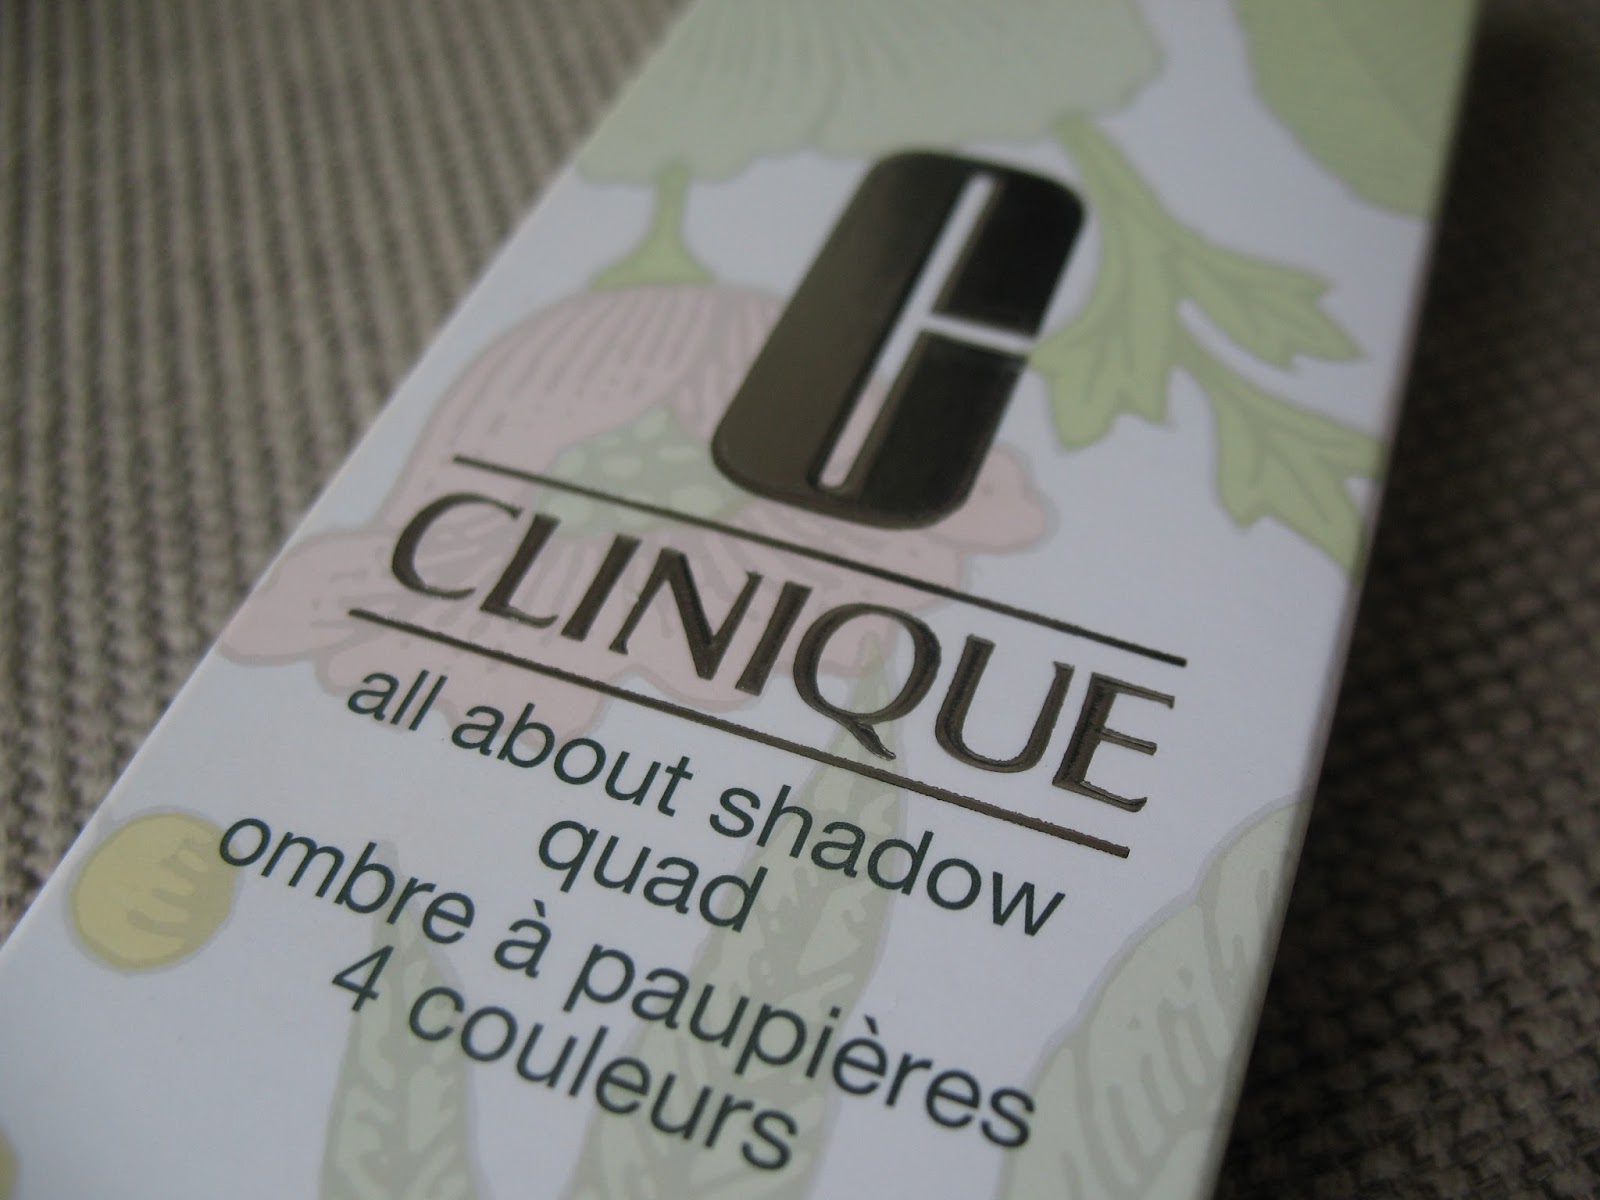 C
CLINIQUE
all about shadow
quad
ombre à paupières
4 couleurs